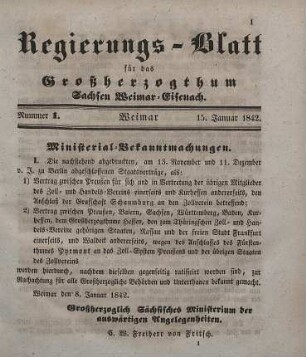 1
Regierungs-Blatt
für das
Großherzogthum
Sachsen Weimar-Eisenach.
Nummer 1. Weimar 15. Januar 1842.
Ministerial-Bekanntmachungen.
I. Die nachstehend abgedruckten, am 13. November und 11. Dezember
v. J. zu Berlin abgeschlossenen Staatsverträge, als:
1) Vertrag zwischen Preußen für sich und in Vertretung der übrigen Mitglieder
des Zoll- und Handels-Vereins einerseits und Kurhessen andererseits, den
Anschluß der Grafschaft Schaumburg an den Zollverein betreffend;
2) Vertrag zwischen Preußen, Bayern, Sachsen, Württemberg, Baden, Kur-
hessen, dem Großherzogthume Hessen, den zum Thüringischen Zoll- und Han-
dels-Verein gehörigen Staaten, Nassau und der freien Stadt Frankfurt
einerseits, und Waldeck andererseits, wegen des Anschlusses des Fürsten-
thumes Pyrmont an das Zoll-System Preußens und der übrigen Staaten
des Zollvereins
werden hierdurch, nachdem dieselben allerseits ratifizirt worden sind, zur
Nachachtung für alle Großherzogliche Behörden und Unterthanen bekannt gemacht.
Weimar den 8. Januar 1842.
Großherzoglich Sächsisches Ministerium der
auswärtigen Angelegenheiten.
C. W. Freiherr von Fritsch.
1